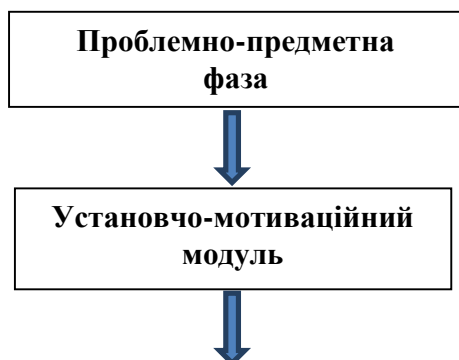 Проблемно-предметна
фаза
Установчо-мотиваційний
модуль